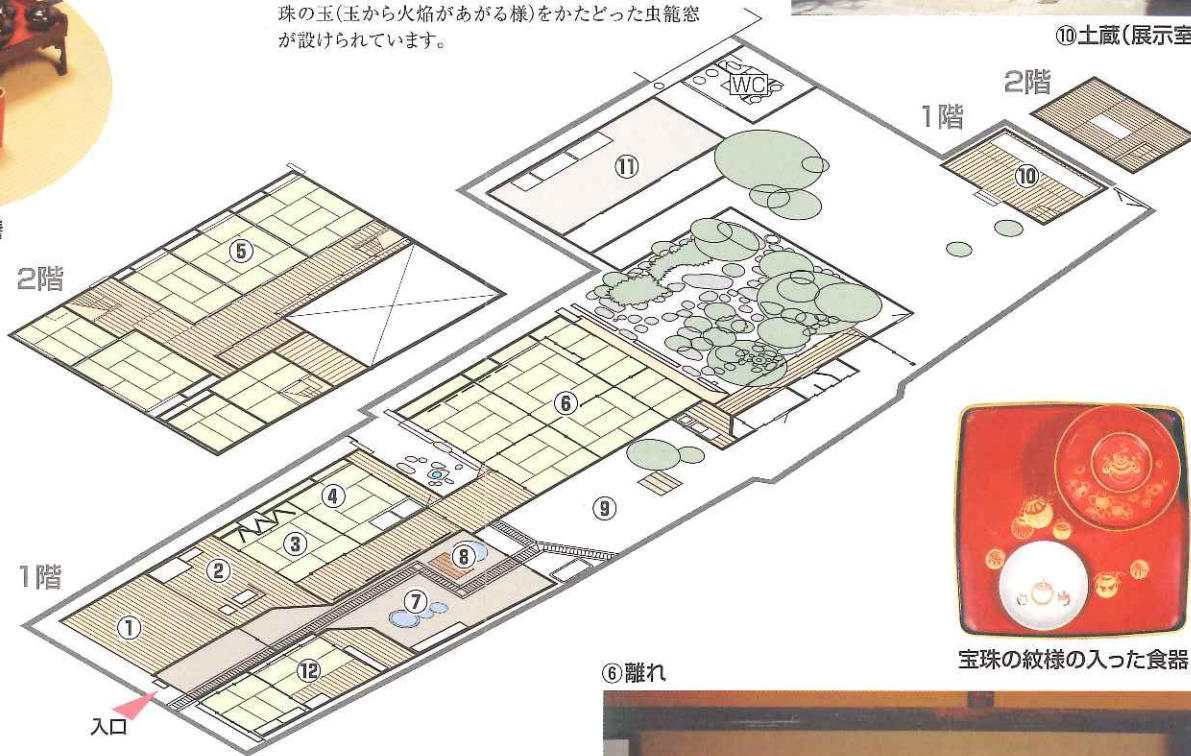 珠の玉(玉から火焔があがる様)をかたどった虫籠窓
が設けられています。
⑩土蔵(展示室
2階
1階
WC
⑪
⑩
2階
⑤
⑥
④
⑨
③
⑧
1階
②
⑦
①
⑫
入口
宝珠の紋様の入った食器
⑥離れ